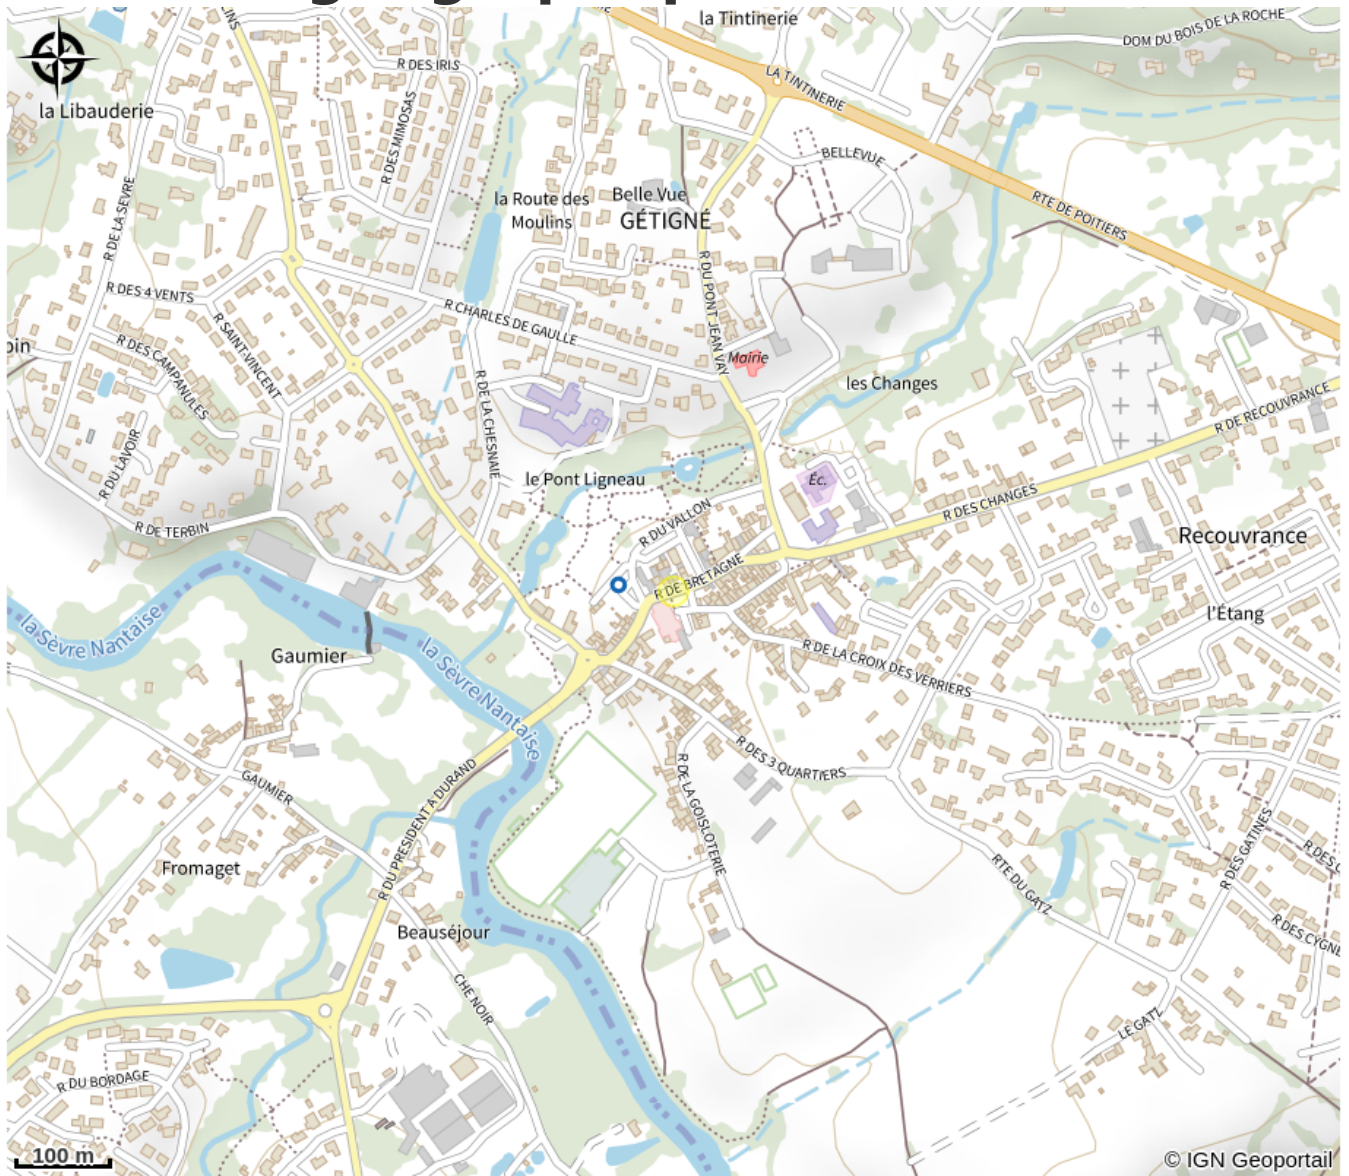 la Tintinerie
DOM DU BOIS DE LA ROCHE
R DES IRIS
LA TINTINERIE
la Libauderie
R DES MIMOSAS
BELLEVUE
R DE LA SEVRE
la Route des
Moulins
Belle Vue
GÉTIGNÉ
RTE DE POITIERS
R DES 4 VENTS
R DU PONT JEAN VAY
R CHARLES DE GAULLE
R SAINT-VINCENT
R DES CAMPANULES
Mairie
les Changes
R DE LA CHESNAIE
R DE RECOUVRANCE
R DU LAVOIR
le Pont Ligneau
Éc.
R DES CHANGES
R DE TERBIN
R DU VALLON
Recouvrance
R DE BRETAGNE
l'Étang
la Sèvre Nantaise
Gaumier
la Sèvre Nantaise
R DE LA CROIX DES VERRIERS
R DES 3 QUARTIERS
GAUMIER
R DE LA GOISLOTERIE
R DU PRESIDENT A DURAND
Fromaget
R DES GATINES
RTE DU GATZ
R DES CYGNE
Beauséjour
CHE NOIR
LE GATZ
R DU BORDAGE
100 m
© IGN Geoportail